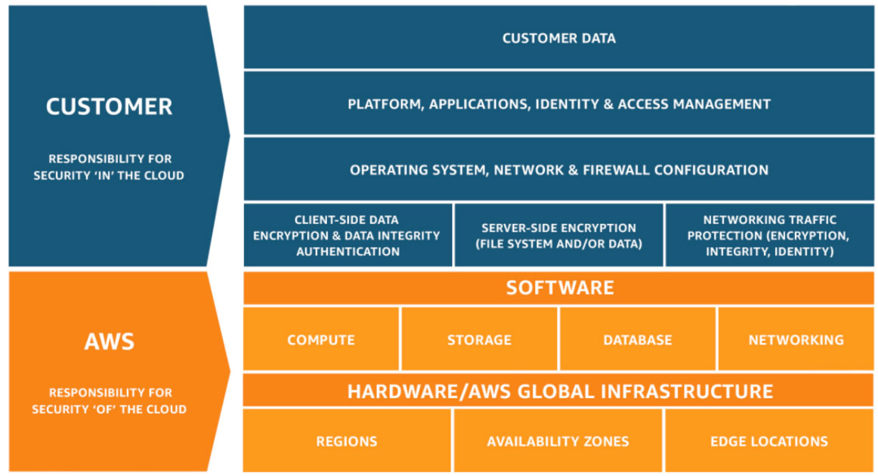 CUSTOMER
RESPONSIBILITY FOR
SECURITY ‘IN’ THE CLOUD
CUSTOMER DATA
PLATFORM, APPLICATIONS, IDENTITY & ACCESS MANAGEMENT
OPERATING SYSTEM, NETWORK & FIREWALL CONFIGURATION
CLIENT-SIDE DATA
ENCRYPTION & DATA INTEGRITY
AUTHENTICATION
SERVER-SIDE ENCRYPTION
(FILE SYSTEM AND/OR DATA)
NETWORKING TRAFFIC
PROTECTION (ENCRYPTION,
INTEGRITY, IDENTITY)
AWS
RESPONSIBILITY FOR
SECURITY ‘OF’ THE CLOUD
SOFTWARE
COMPUTE
STORAGE
DATABASE
NETWORKING
HARDWARE/AWS GLOBAL INFRASTRUCTURE
REGIONS
AVAILABILITY ZONES
EDGE LOCATIONS